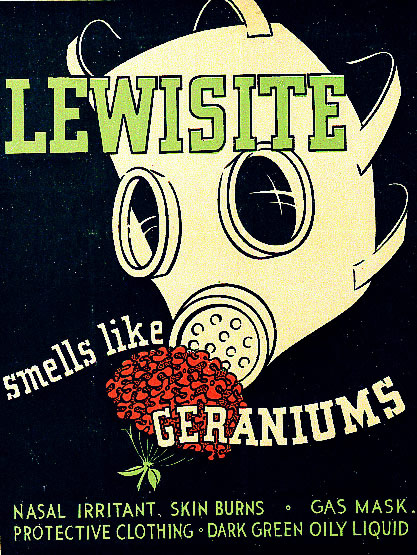 LEWISITE
smells like
GERANIUMS
NASAL IRRITANT. SKIN BURNS • GAS MASK.
PROTECTIVE CLOTHING • DARK GREEN OILY LIQUID